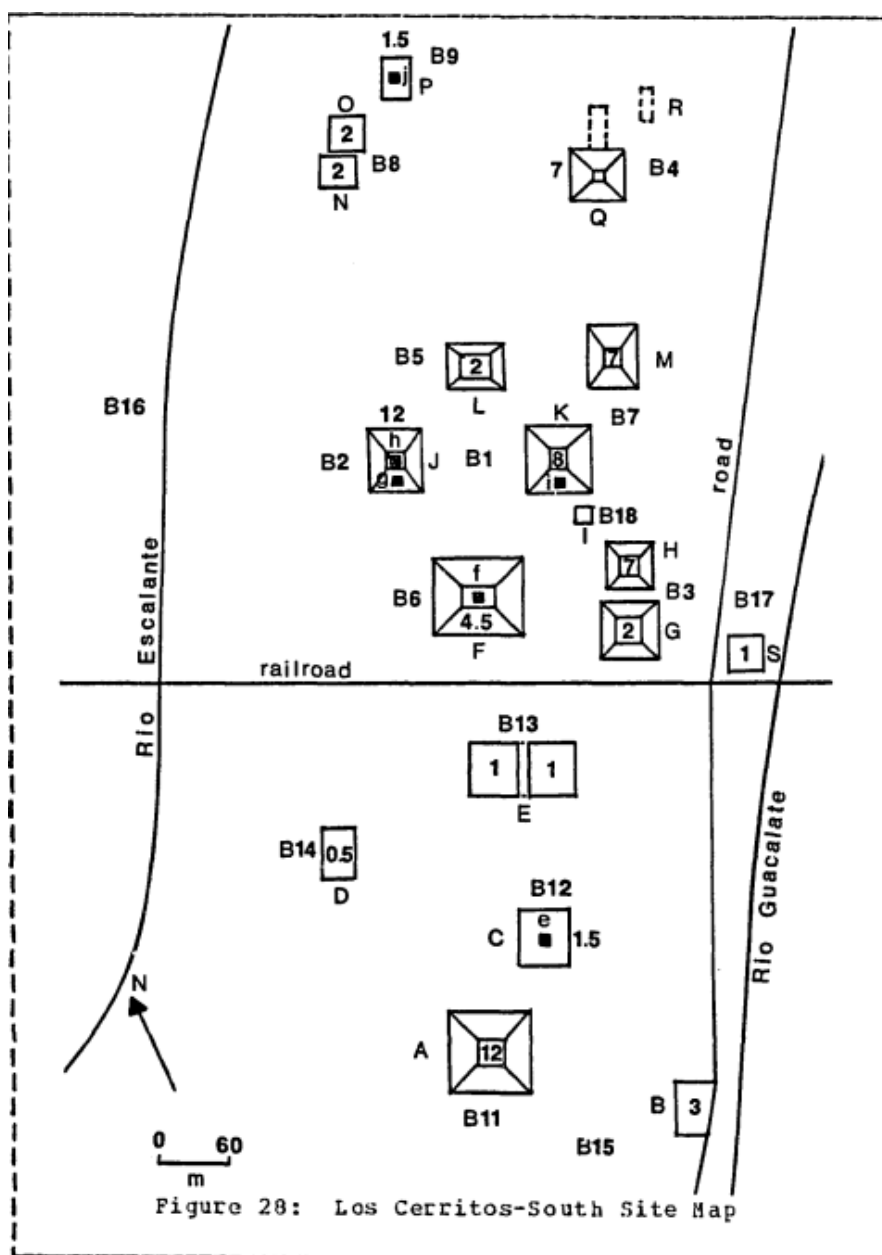 1.5
B9
j
P
O
2
2
B8
N
R
7
B4
Q
B5
2
L
7
M
B16
12
h
B2
J
g
B1
K
8
i
B7
B18
I
H
7
B3
f
B6
4.5
F
2
G
B17
1
S
road
Rio Escalante
railroad
B13
1
1
E
B14
0.5
D
B12
e
C
1.5
Rio Guacalate
N
A
12
B11
B
3
B15
0
60
m
Figure 28: Los Cerritos-South Site Map